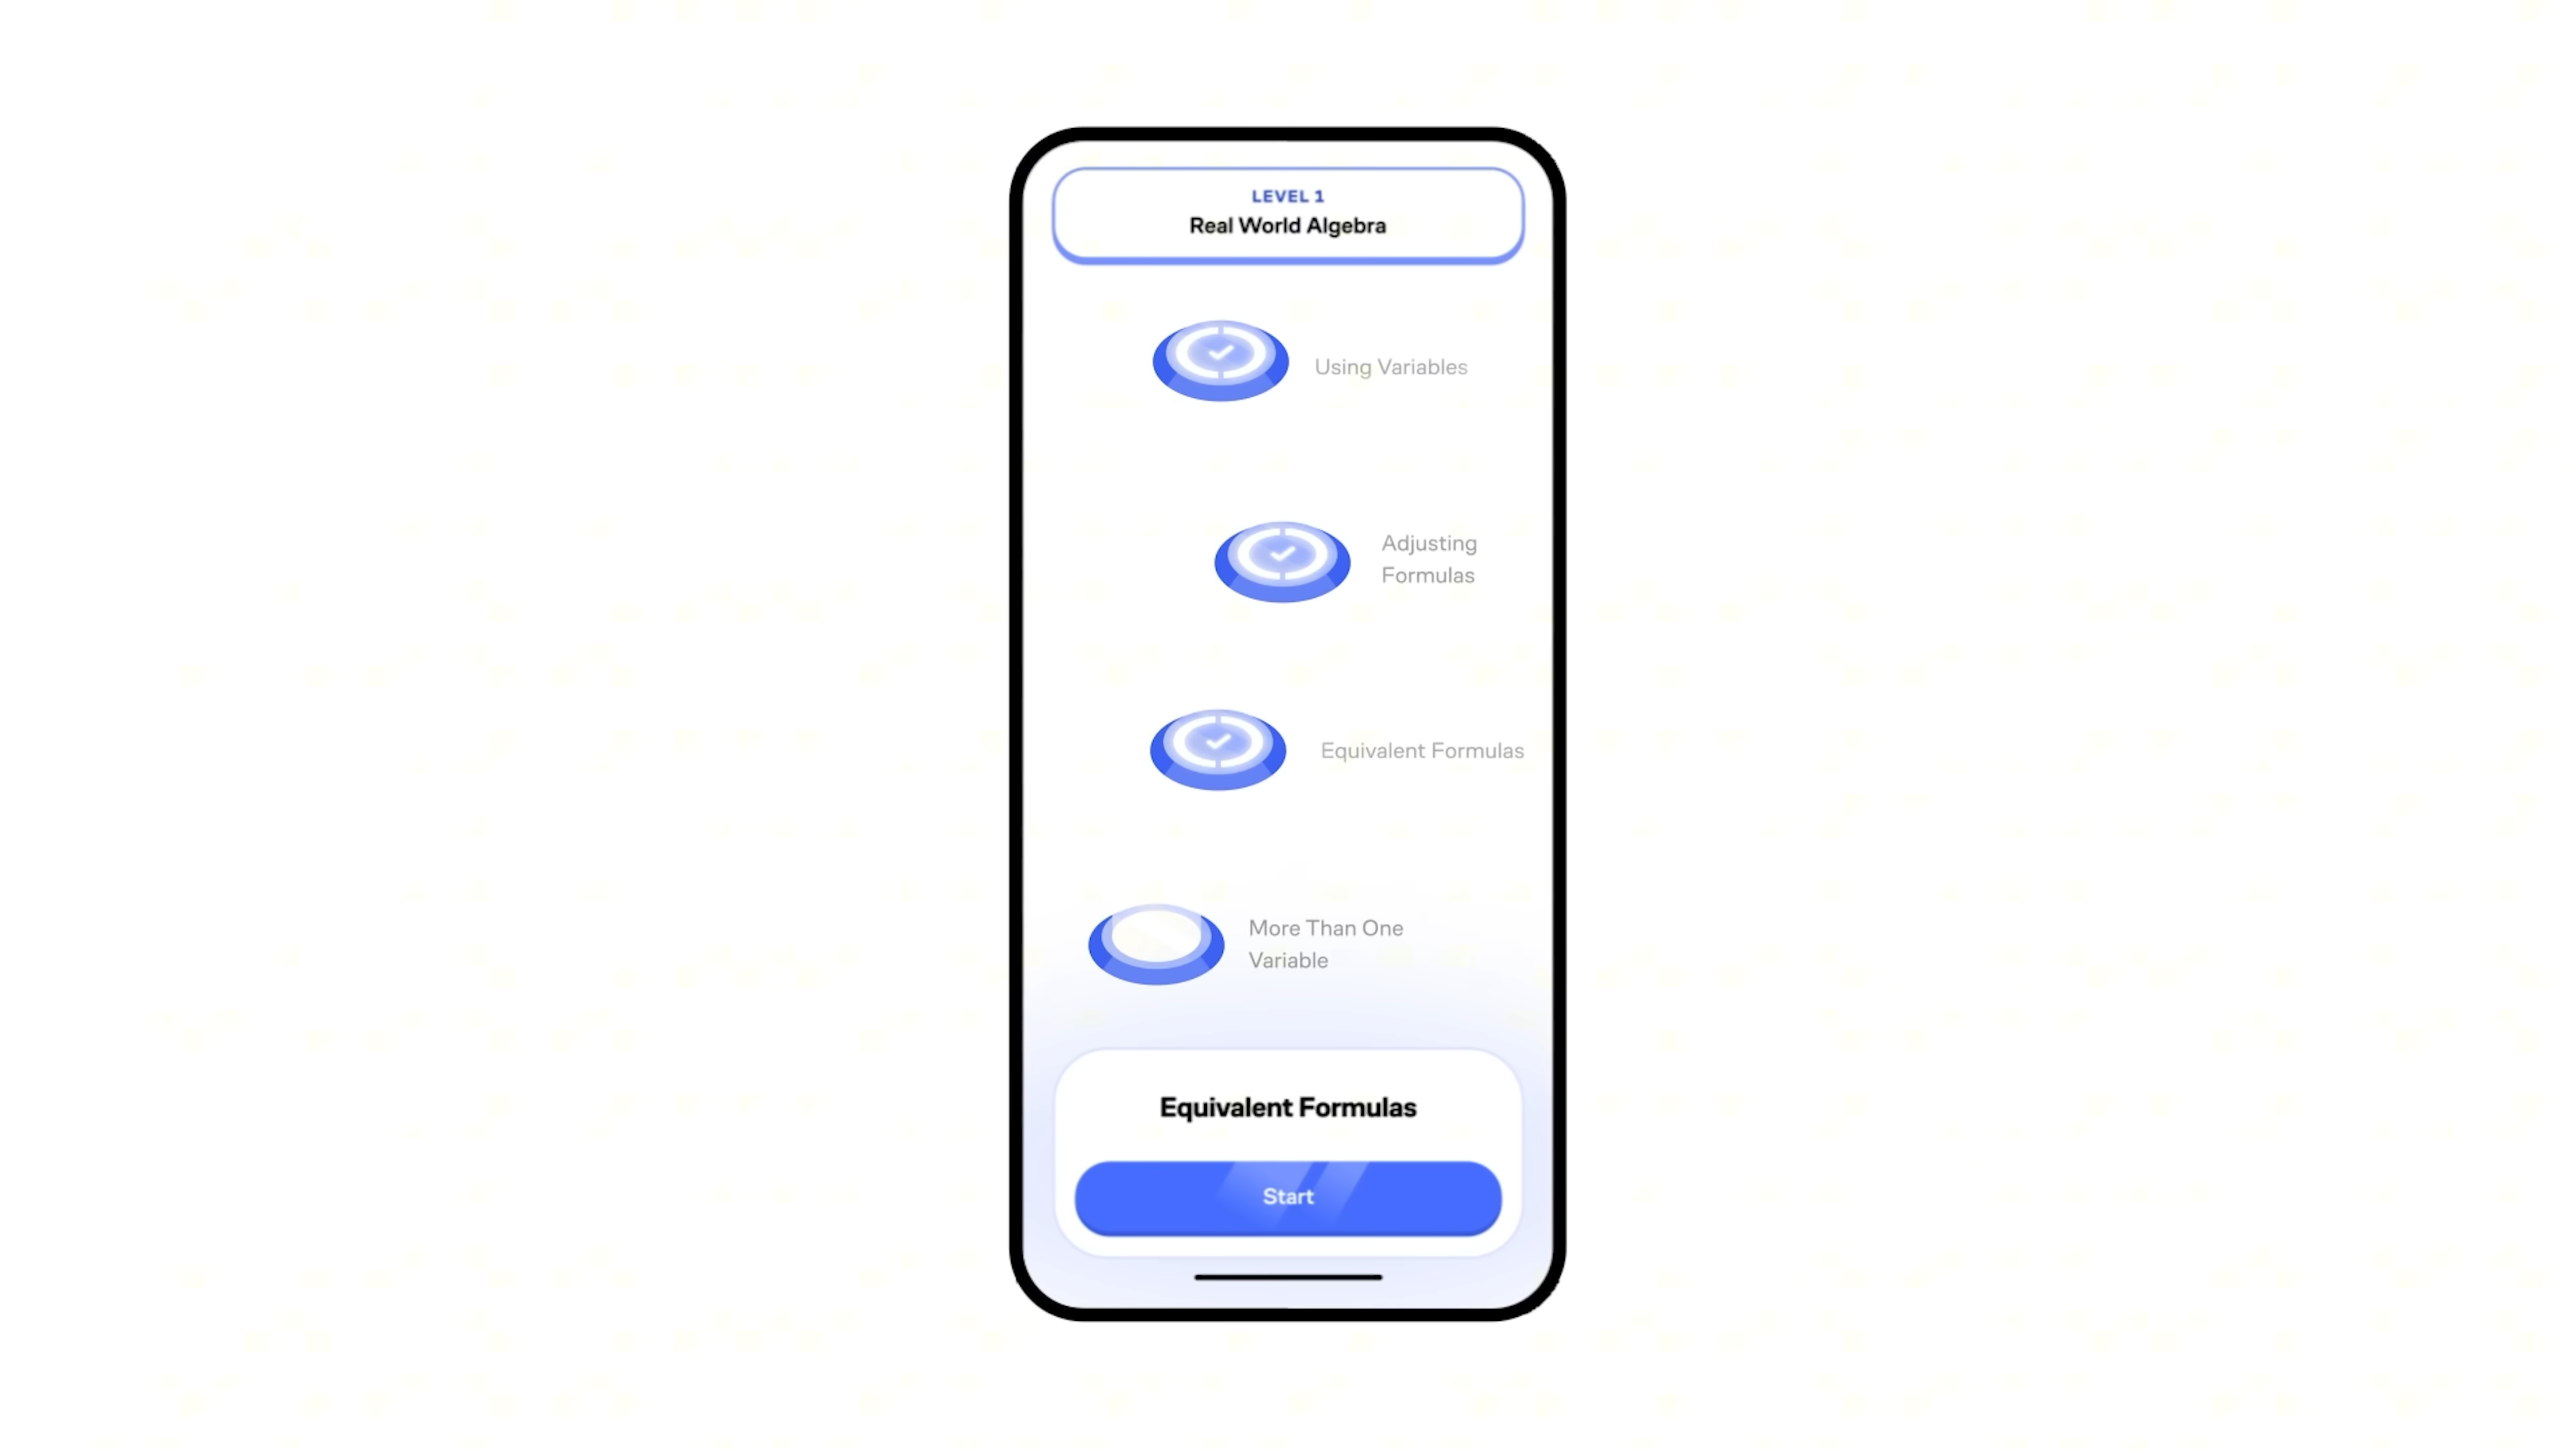 LEVEL 1
Real World Algebra
Using Variables
Adjusting
Formulas
Equivalent Formulas
More Than One
Variable
Equivalent Formulas
Start